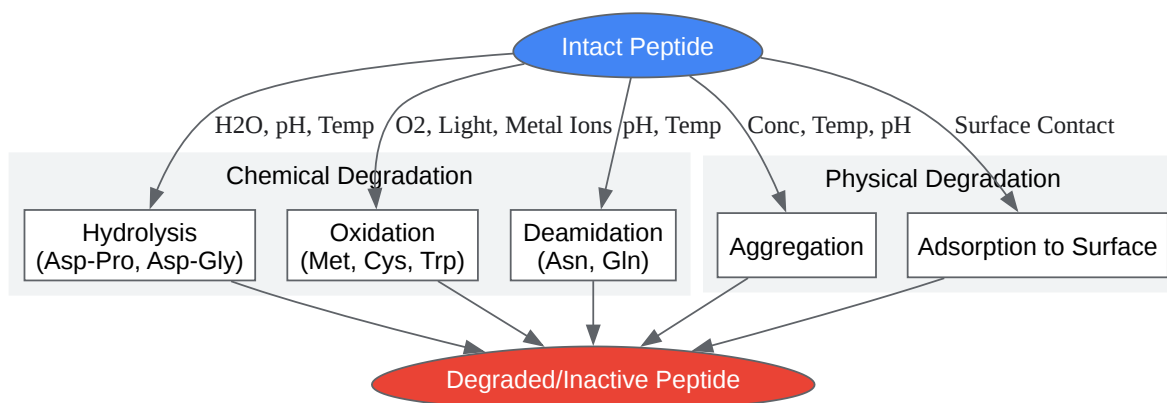 Intact Peptide
H2O, pH, Temp
O2, Light, Metal Ions
pH, Temp
Conc, Temp, pH
Surface Contact
Chemical Degradation
Physical Degradation
Hydrolysis
(Asp-Pro, Asp-Gly)
Oxidation
(Met, Cys, Trp)
Deamidation
(Asn, Gln)
Aggregation
Adsorption to Surface
Degraded/Inactive Peptide